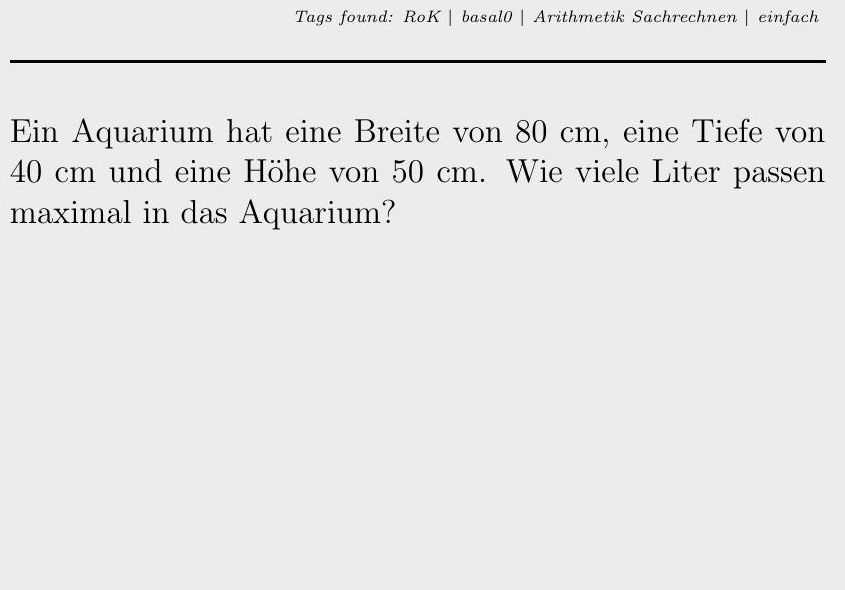 Tags found: RoK | basal0 | Arithmetik Sachrechnen | einfach
Ein Aquarium hat eine Breite von 80 cm, eine Tiefe von
40 cm und eine Höhe von 50 cm. Wie viele Liter passen
maximal in das Aquarium?